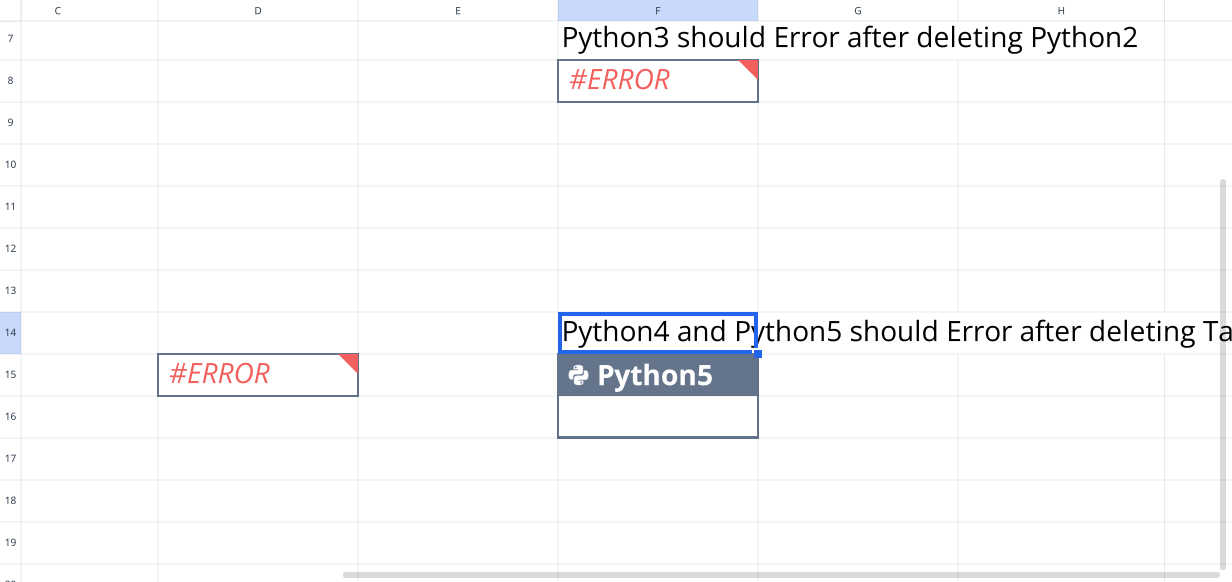 C D E F G H
7 Python3 should Error after deleting Python2
8 #ERROR
9
10
11
12
13
14 Python4 and Python5 should Error after deleting Ta
15 #ERROR Python5
16
17
18
19